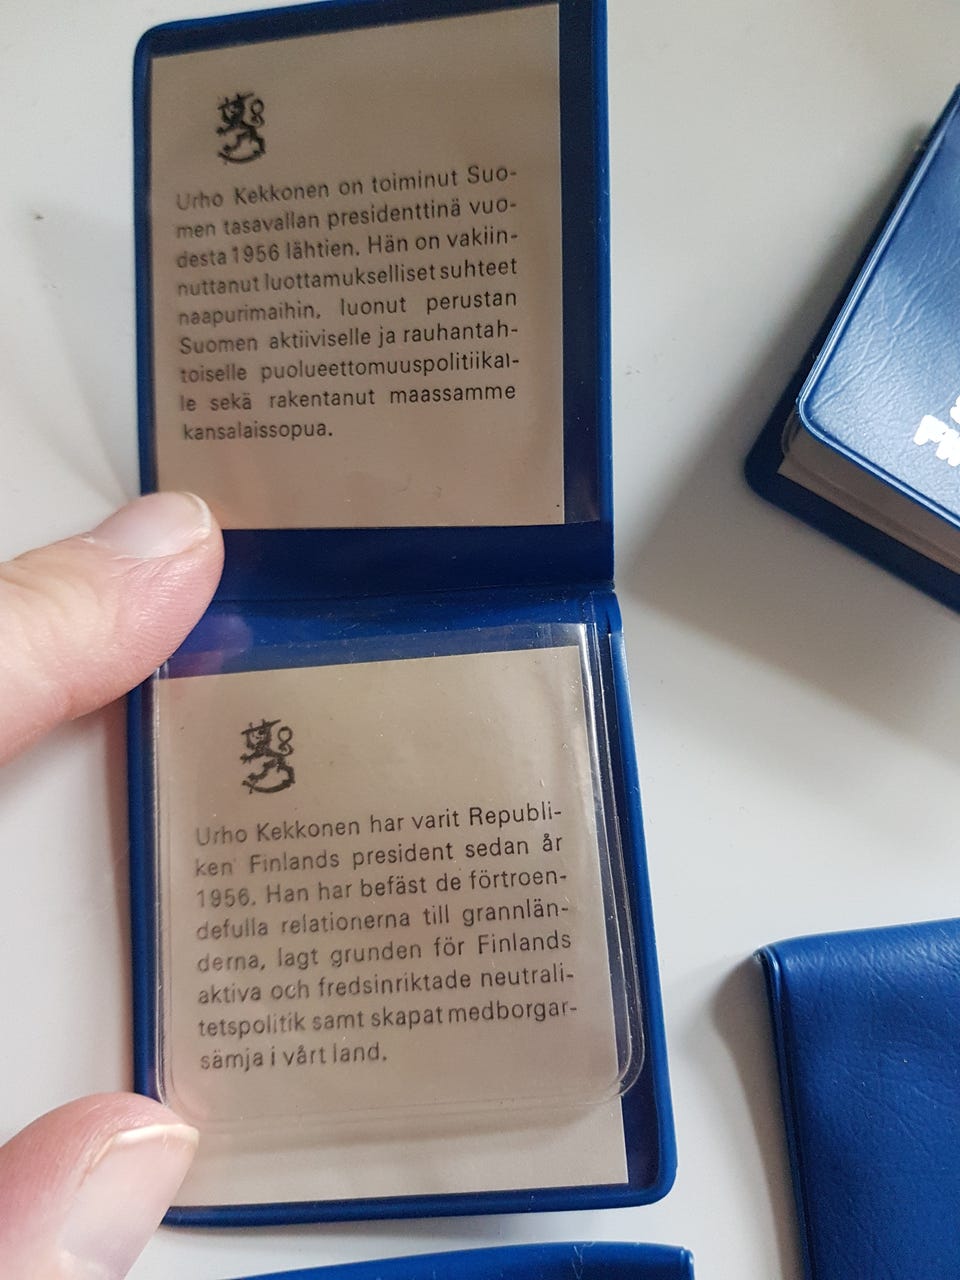 Urho Kekkonen on toiminut Suo-
men tasavallan presidenttinä vuo-
desta 1956 lähtien. Hän on vakiin-
nuttanut luottamukselliset suhteet
naapurimaihin, luonut perustan
Suomen aktiiviselle ja rauhantah-
toiselle puolueettomuuspolitiikal-
le sekä rakentanut maassamme
kansalaissopua.
Urho Kekkonen har varit Republi-
ken Finlands president sedan år
1956. Han har befäst de förtroen-
defulla relationerna till grannlän-
derna, lagt grunden för Finlands
aktiva och fredsinriktade neutrali-
tetspolitik samt skapat medborgar-
sämja i vårt land.